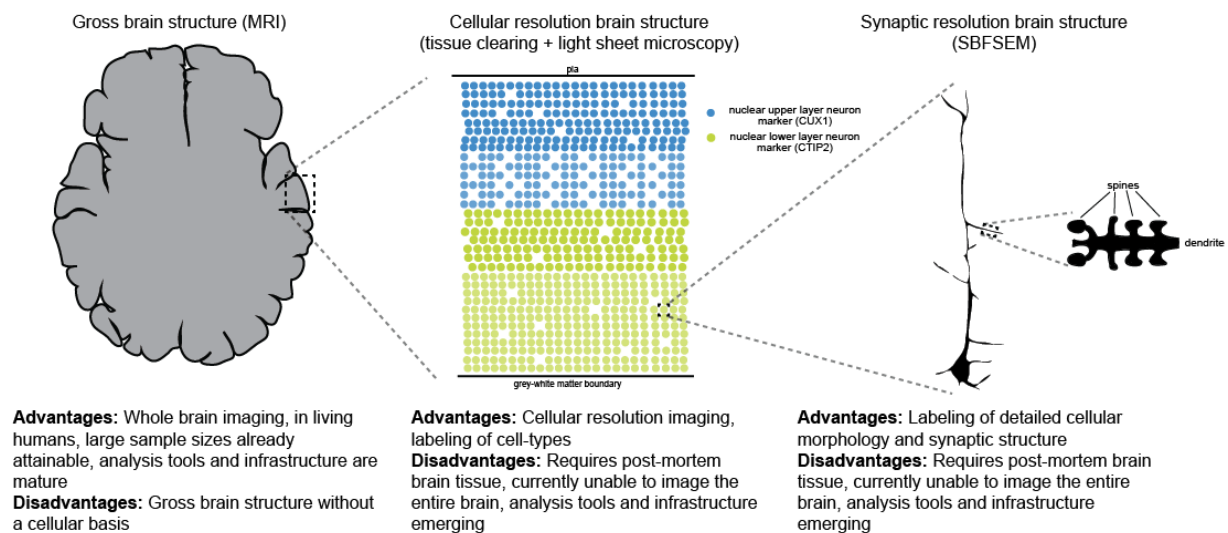 Gross brain structure (MRI)
Cellular resolution brain structure
(tissue clearing + light sheet microscopy)
Synaptic resolution brain structure
(SBFSEM)
pia
nuclear upper layer neuron
marker (CUX1)
nuclear lower layer neuron
marker (CTIP2)
spines
dendrite
grey-white matter boundary
Advantages: Whole brain imaging, in living
humans, large sample sizes already
attainable, analysis tools and infrastructure are
mature
Disadvantages: Gross brain structure without
a cellular basis
Advantages: Cellular resolution imaging,
labeling of cell-types
Disadvantages: Requires post-mortem
brain tissue, currently unable to image the
entire brain, analysis tools and infrastructure
emerging
Advantages: Labeling of detailed cellular
morphology and synaptic structure
Disadvantages: Requires post-mortem brain
tissue, currently unable to image the entire
brain, analysis tools and infrastructure
emerging